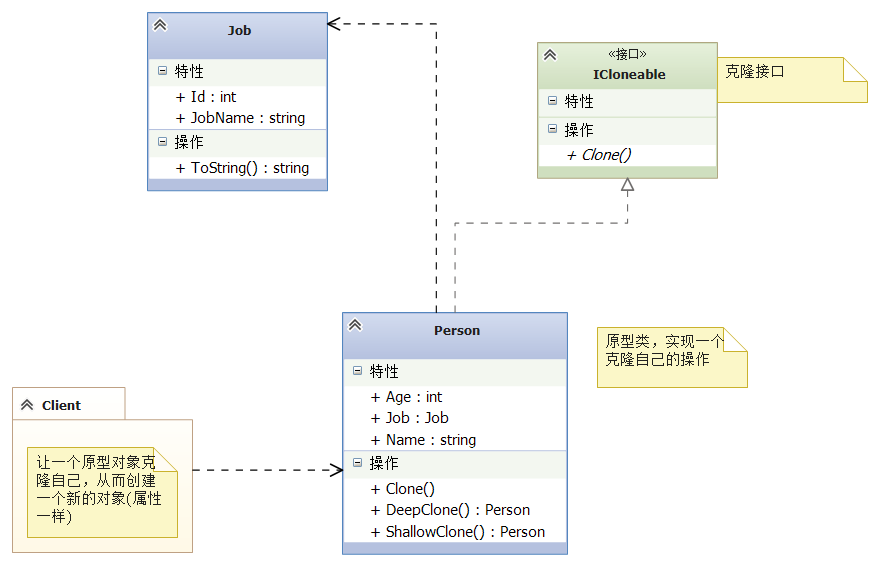 Job
特性
+ Id : int
+ JobName : string
操作
+ ToString() : string
«接口»
ICloneable
特性
操作
+ Clone()
克隆接口
Person
特性
+ Age : int
+ Job : Job
+ Name : string
操作
+ Clone()
+ DeepClone() : Person
+ ShallowClone() : Person
原型类，实现一个
克隆自己的操作
Client
让一个原型对象克
隆自己，从而创建
一个新的对象(属性
一样)